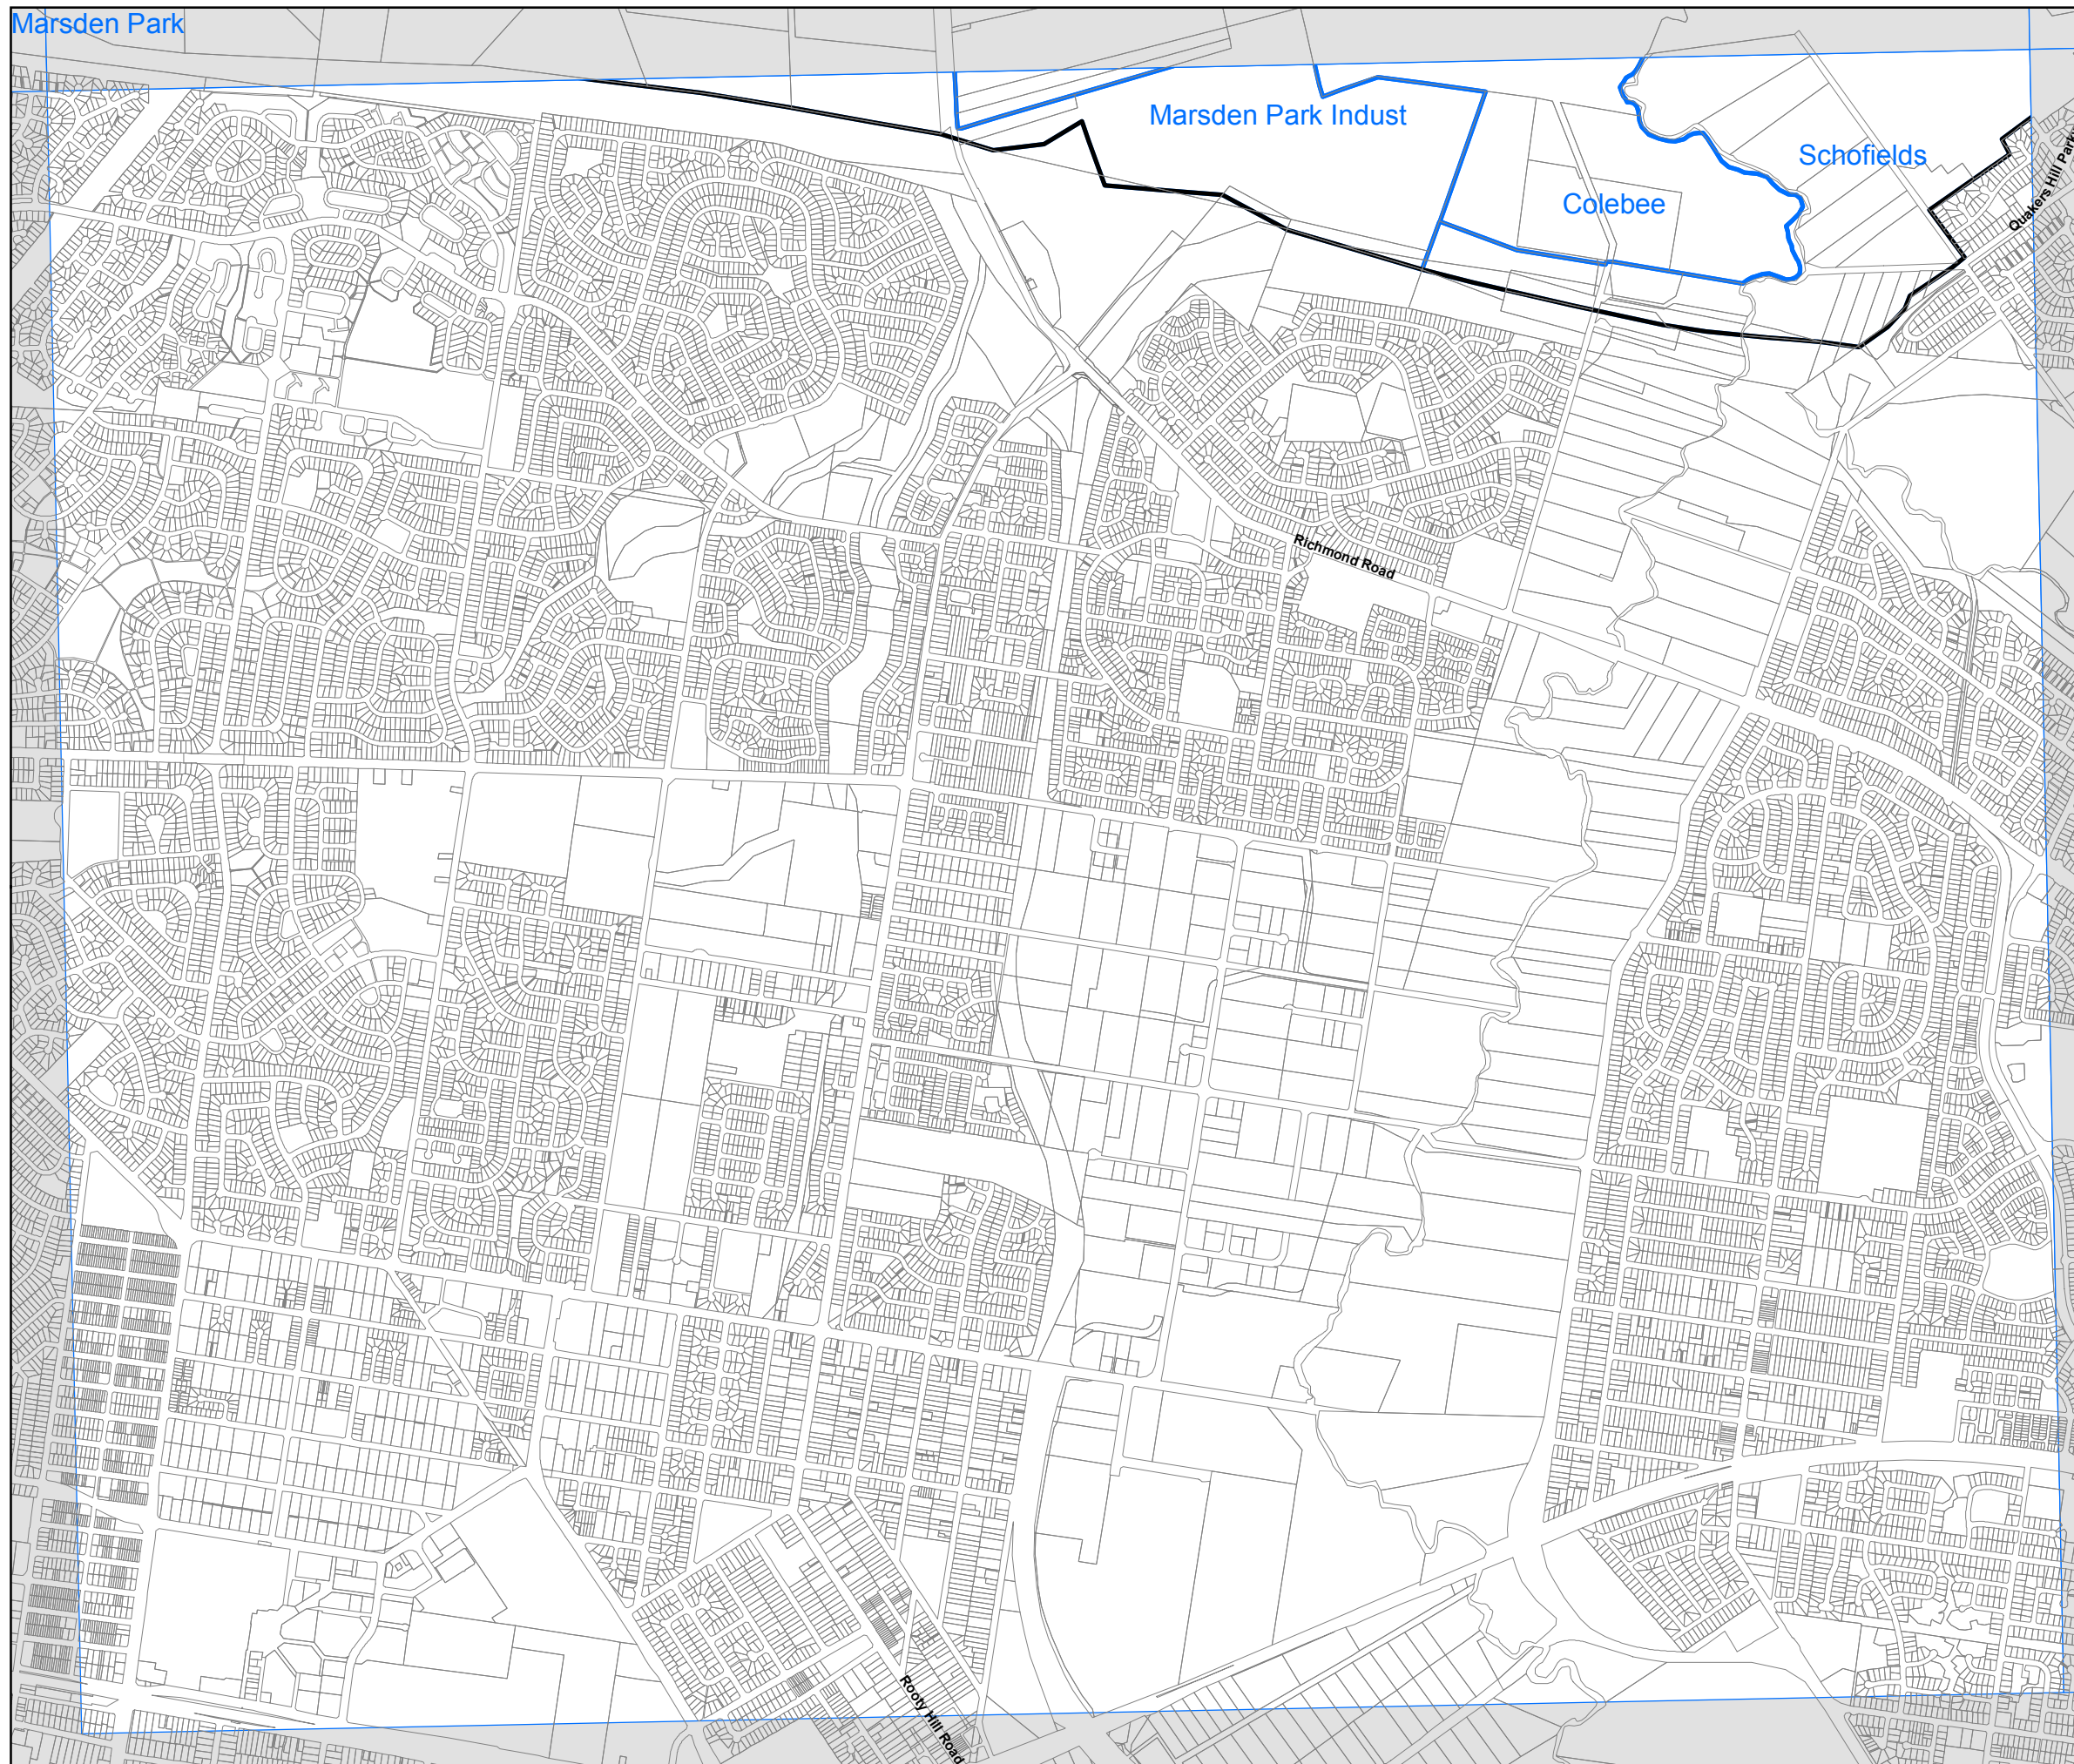 Marsden Park
Marsden Park Indust
Schofields
Colebee
Quakers Hill Park
Richmond Road
Rooty Hill Road